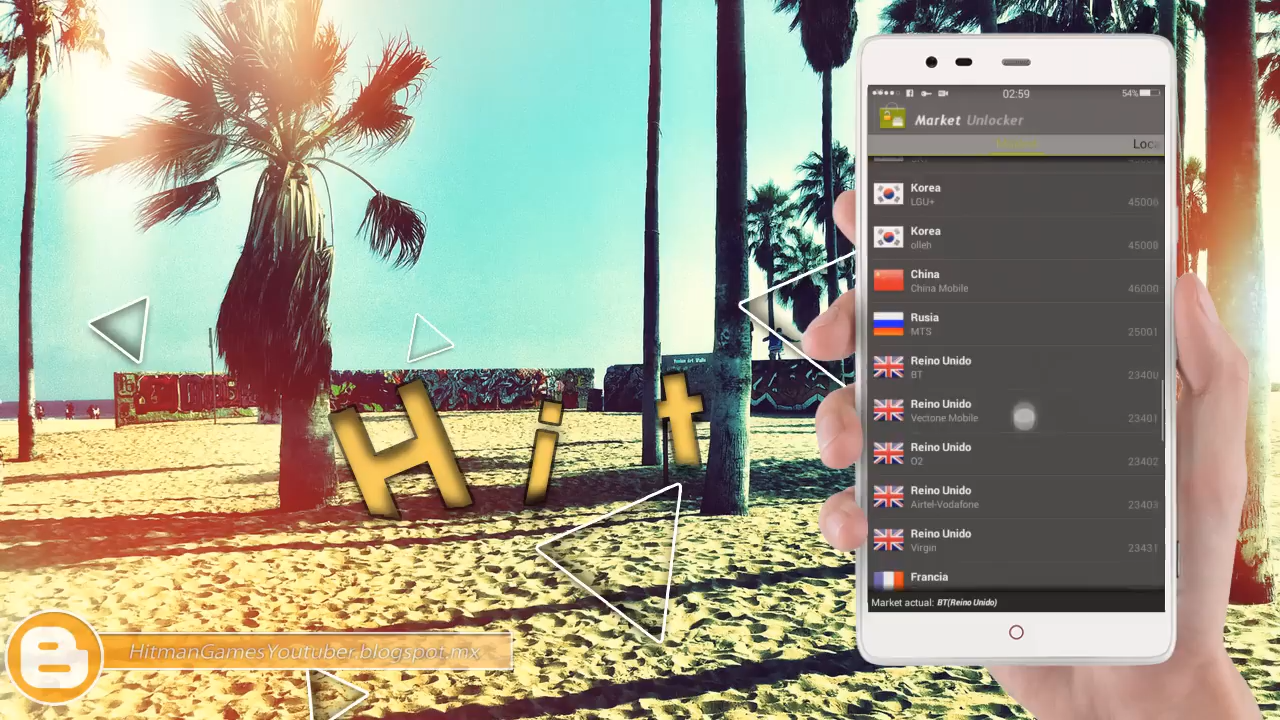 02:59
54%
Market Unlocker
Loca
Korea
LGU+
45006
Korea
olleh
45008
China
China Mobile
46000
Rusia
MTS
25001
Reino Unido
BT
23400
Reino Unido
Vectone Mobile
23401
Reino Unido
O2
23402
Reino Unido
Airtel-Vodafone
23403
Reino Unido
Virgin
23431
Francia
Market actual: BT(Reino Unido)
Hit
HitmanGamesYoutuber.blogspot.mx